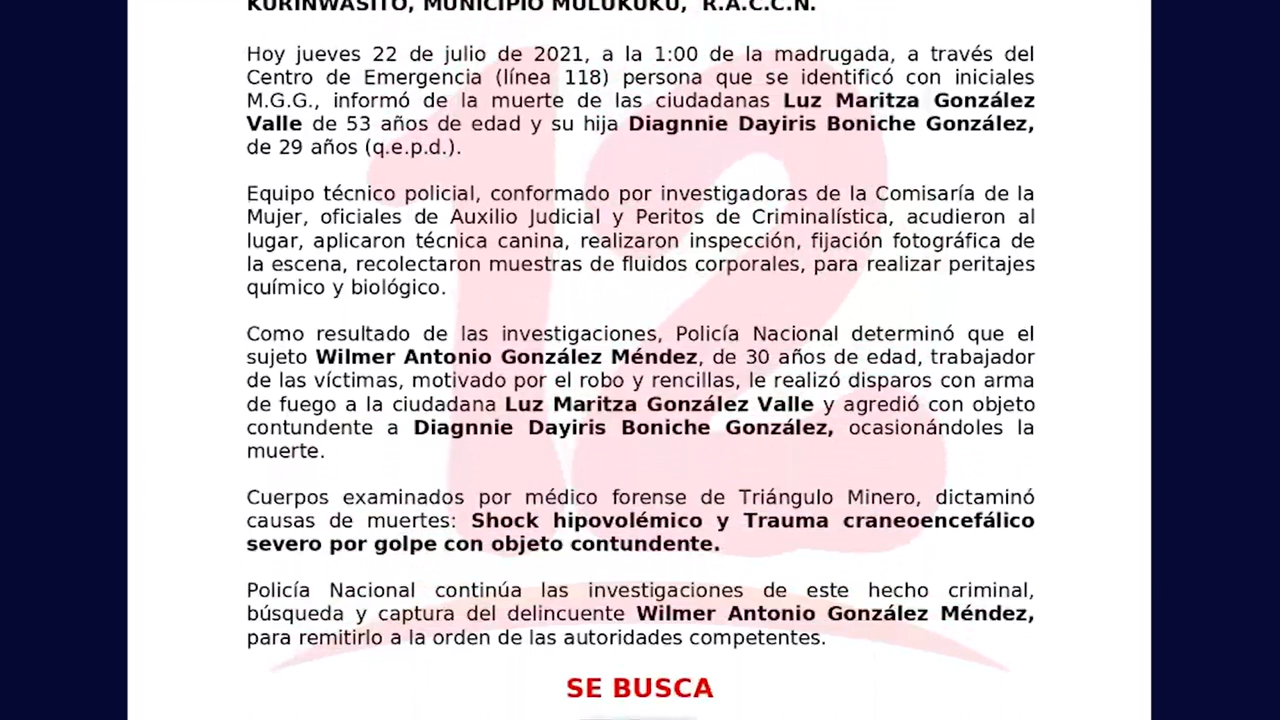 KURINWASITO, MUNICIPIO MULUKUKU, R.A.C.C.N.
Hoy jueves 22 de julio de 2021, a la 1:00 de la madrugada, a través del
Centro de Emergencia (línea 118) persona que se identificó con iniciales
M.G.G., informó de la muerte de las ciudadanas Luz Maritza González
Valle de 53 años de edad y su hija Diagnnie Dayiris Boniche González,
de 29 años (q.e.p.d.).
Equipo técnico policial, conformado por investigadoras de la Comisaría de la
Mujer, oficiales de Auxilio Judicial y Peritos de Criminalística, acudieron al
lugar, aplicaron técnica canina, realizaron inspección, fijación fotográfica de
la escena, recolectaron muestras de fluidos corporales, para realizar peritajes
químico y biológico.
Como resultado de las investigaciones, Policía Nacional determinó que el
sujeto Wilmer Antonio González Méndez, de 30 años de edad, trabajador
de las víctimas, motivado por el robo y rencillas, le realizó disparos con arma
de fuego a la ciudadana Luz Maritza González Valle y agredió con objeto
contundente a Diagnnie Dayiris Boniche González, ocasionándoles la
muerte.
Cuerpos examinados por médico forense de Triángulo Minero, dictaminó
causas de muertes: Shock hipovolémico y Trauma craneoencefálico
severo por golpe con objeto contundente.
Policía Nacional continúa las investigaciones de este hecho criminal,
búsqueda y captura del delincuente Wilmer Antonio González Méndez,
para remitirlo a la orden de las autoridades competentes.
SE BUSCA
12